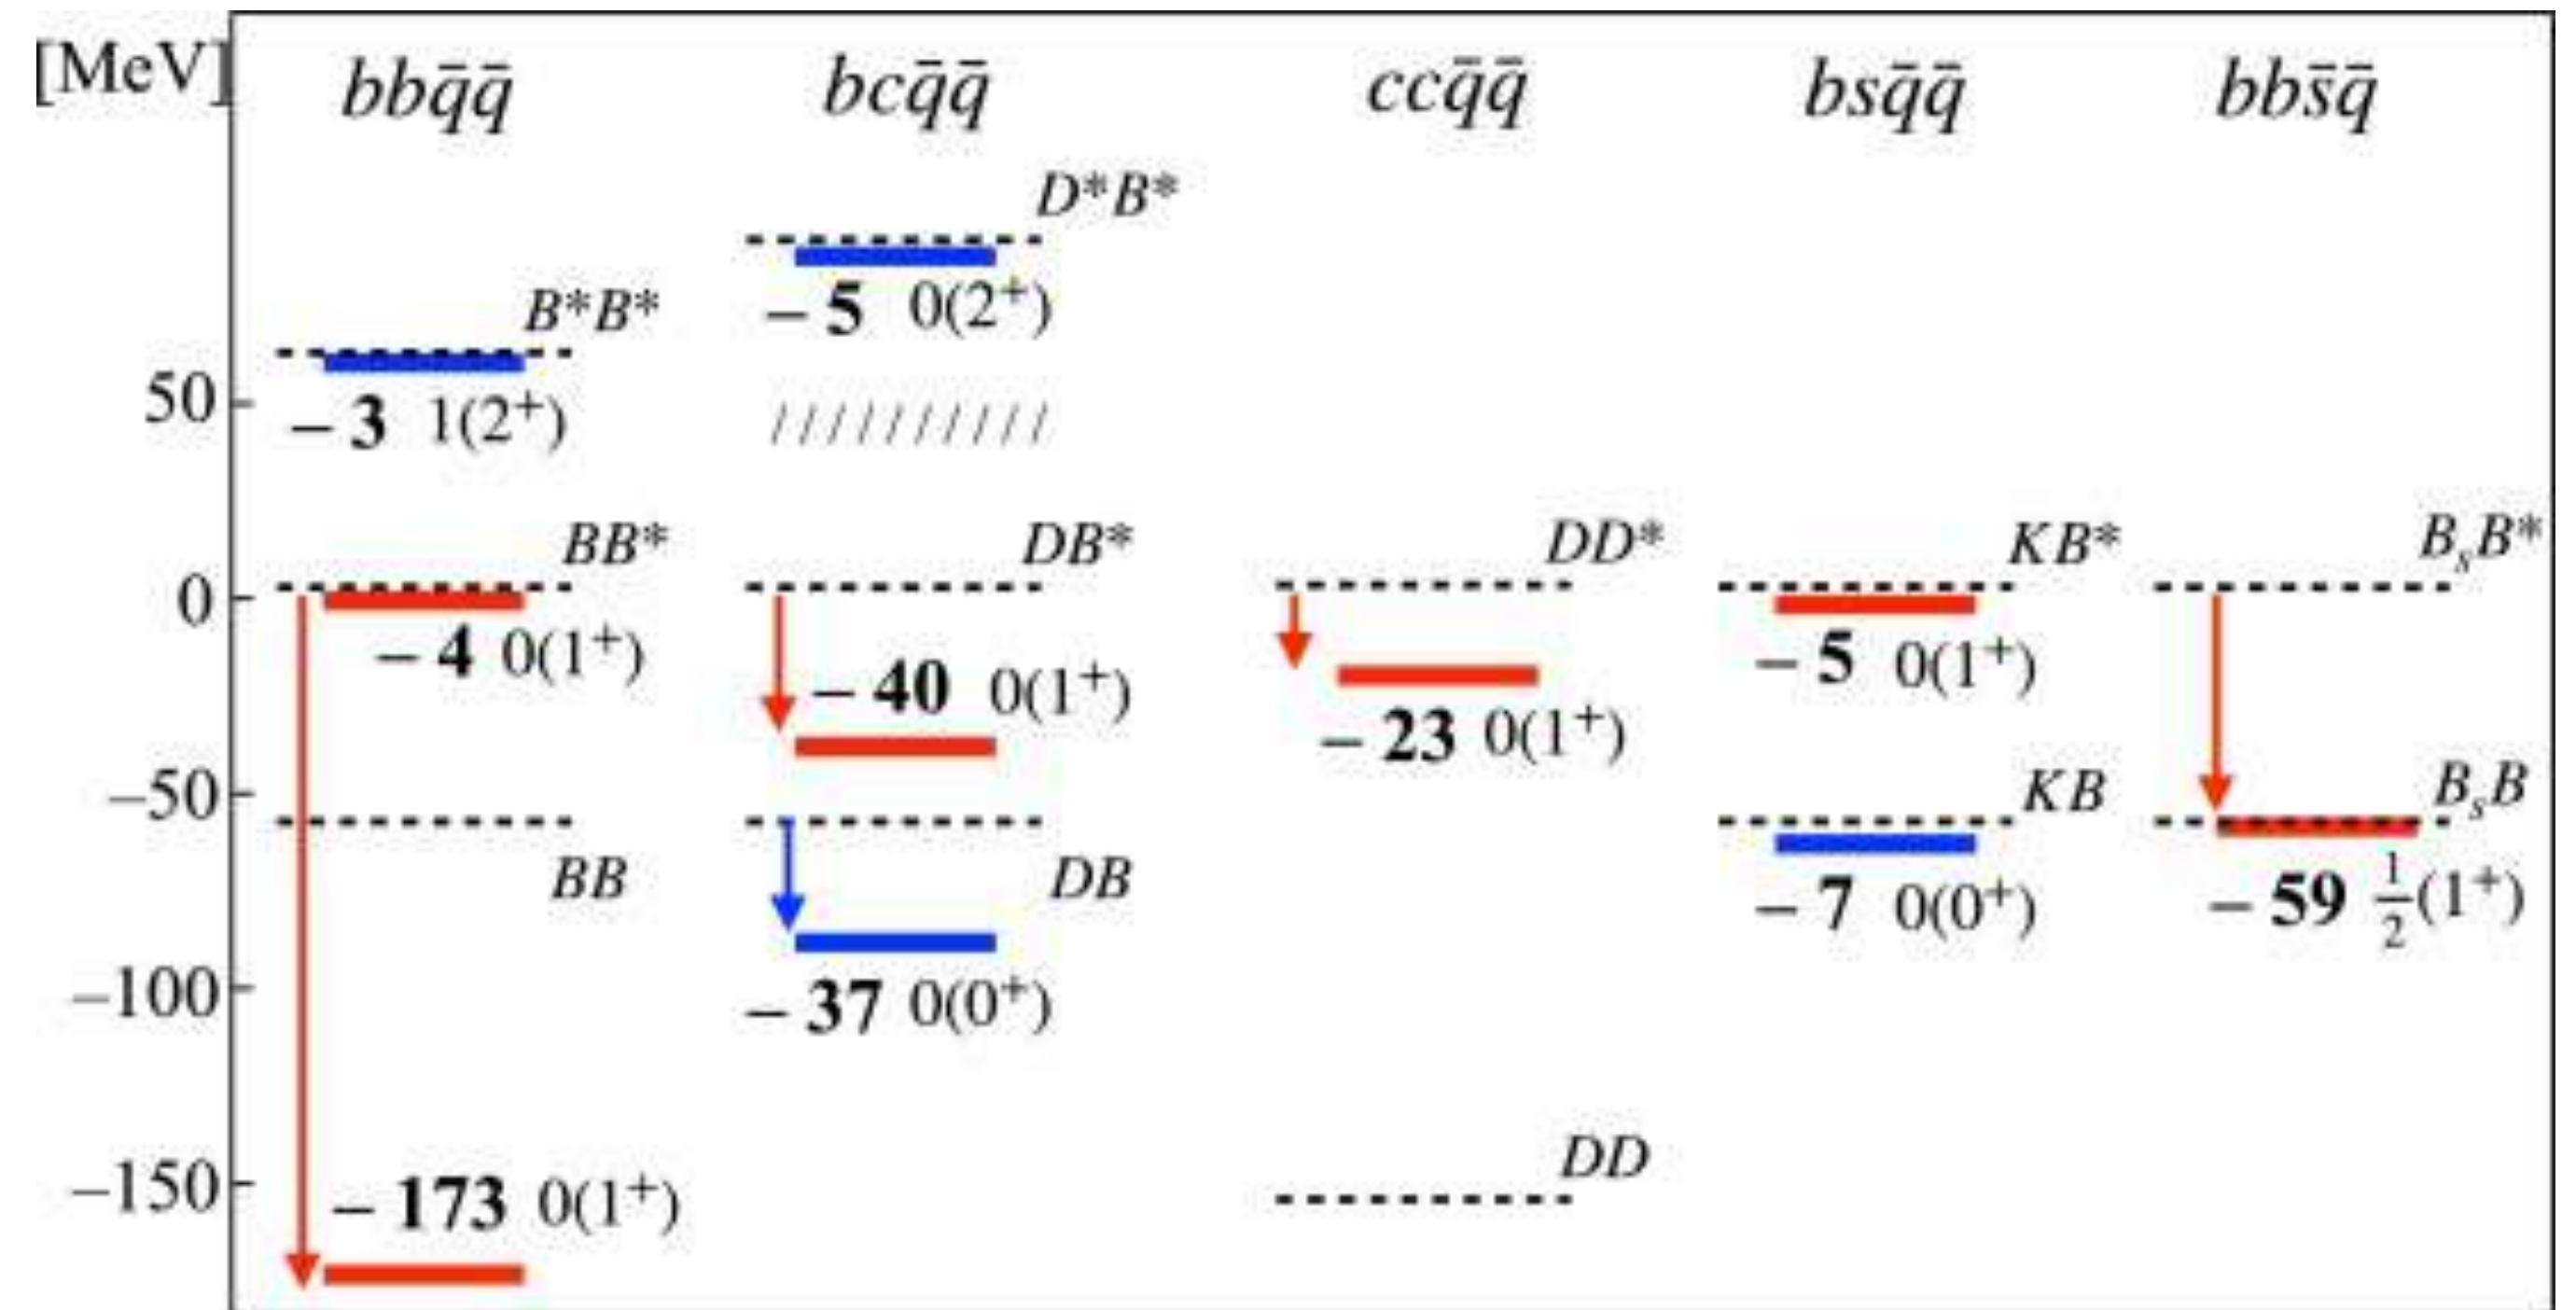 [MeV]
bbq̄q̄ bcq̄q̄ ccq̄q̄ bsq̄q̄ bbs̄q̄
D*B*
B*B*
– 5 0(2⁺)
50
– 3 1(2⁺)
BB* DB* DD* KB* BₛB*
0
– 4 0(1⁺)
– 40 0(1⁺)
– 23 0(1⁺)
– 5 0(1⁺)
–50
KB BₛB
BB DB
– 7 0(0⁺)
– 59 ½(1⁺)
–100
– 37 0(0⁺)
DD
–150
– 173 0(1⁺)